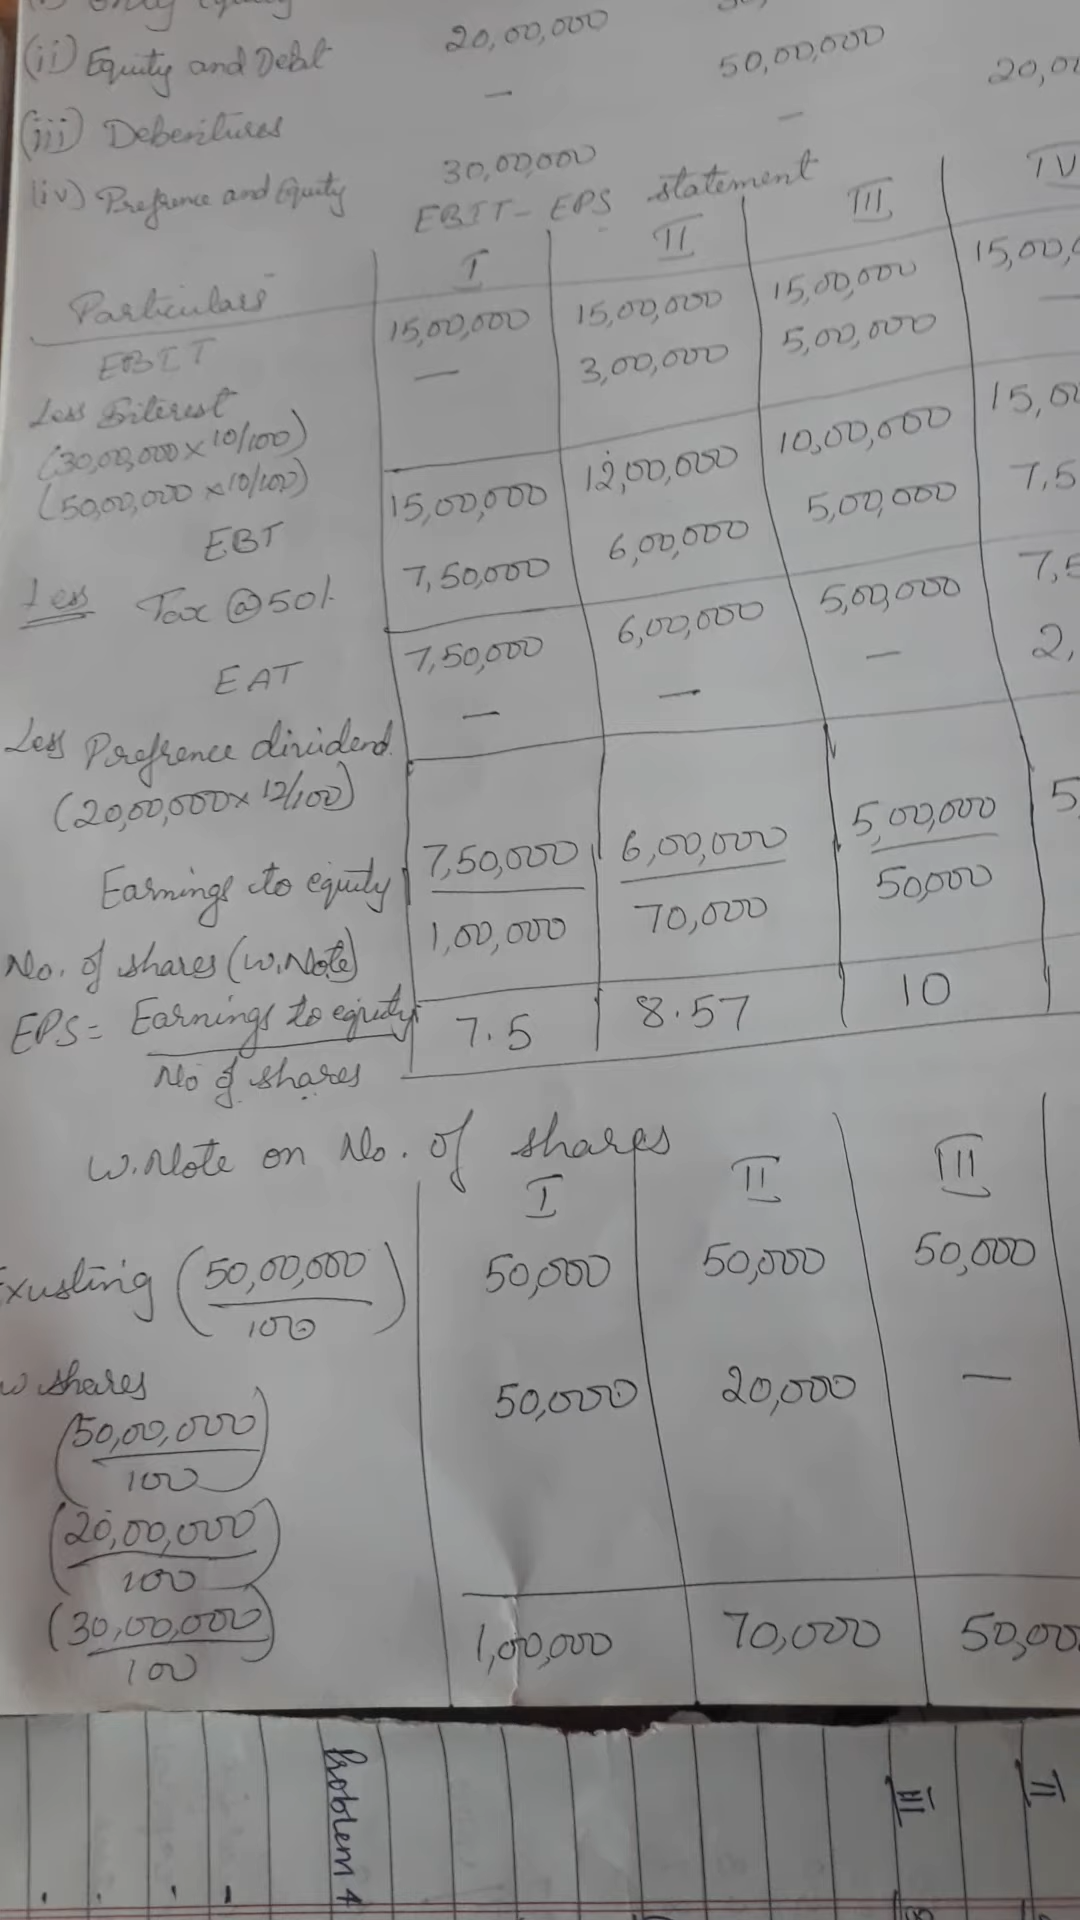 (ii) Equity and Debt 20,00,000
50,00,000
(iii) Debentures — 20,0
(iv) Prefrence and Equity 30,00,000 —
EBIT - EPS statement
Particulars I II III IV
EBIT 15,00,000 15,00,000 15,00,000 15,00,
Less Interest — 3,00,000 5,00,000 —
(30,00,000 x 10/100)
(50,00,000 x 10/100)
EBT 15,00,000 12,00,000 10,00,000 15,0
Less Tax @50% 7,50,000 6,00,000 5,00,000 7,5
EAT 7,50,000 6,00,000 5,00,000 7,5
Less Prefrence dividend — — — 2,
(20,00,000 x 12/100)
Earnings to equity 7,50,000 6,00,000 5,00,000 5,
No. of shares (W.Note) 1,00,000 70,000 50,000
EPS = Earnings to equity 7.5 8.57 10
No of shares
W.Note on No. of shares
I II III
Existing (50,00,000 50,000 50,000 50,000
100)
w shares 50,000 20,000 —
(50,00,000
100)
(20,00,000
100)
(30,00,000
100) 1,00,000 70,000 50,00
Problem 4
III
II